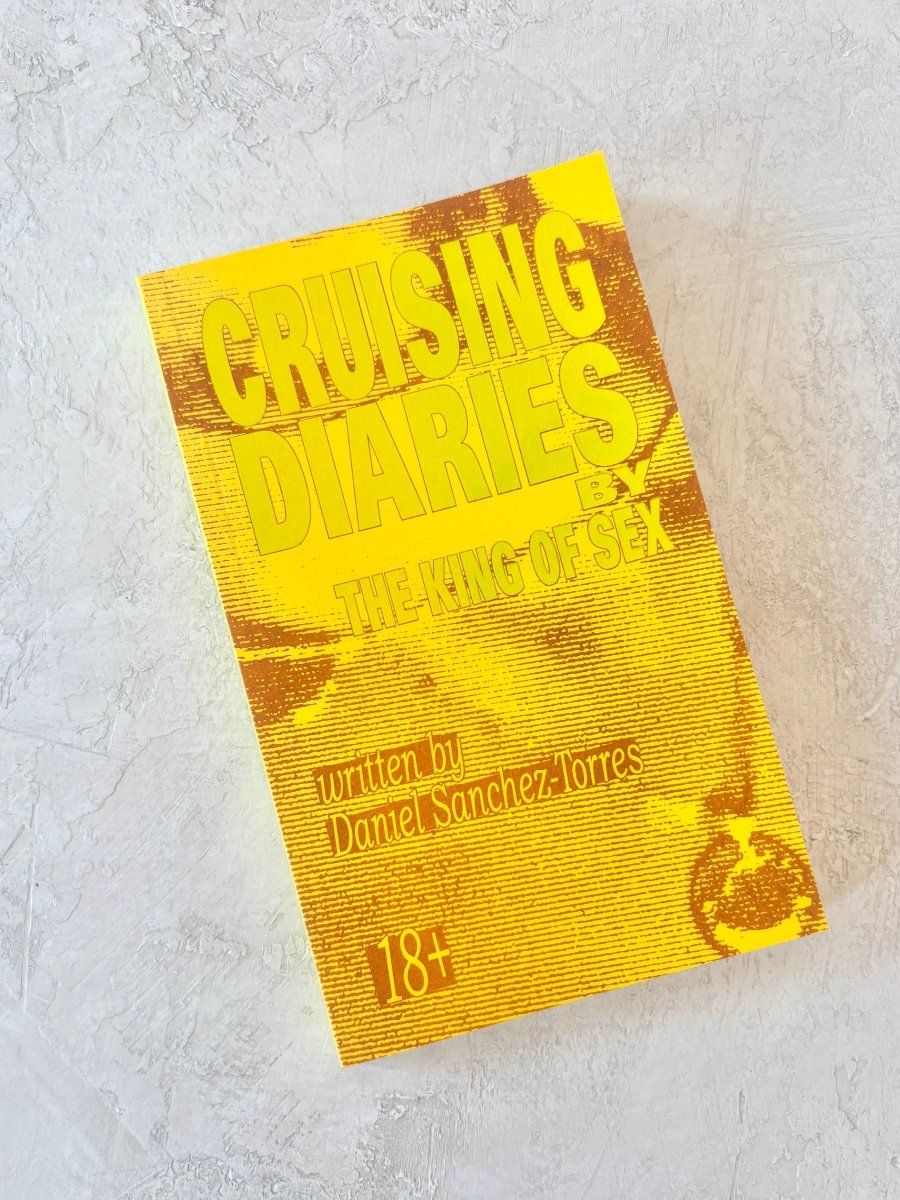 CRUISING
DIARIES
BY
THE KING OF SEX
written by
Daniel Sanchez-Torres
18+